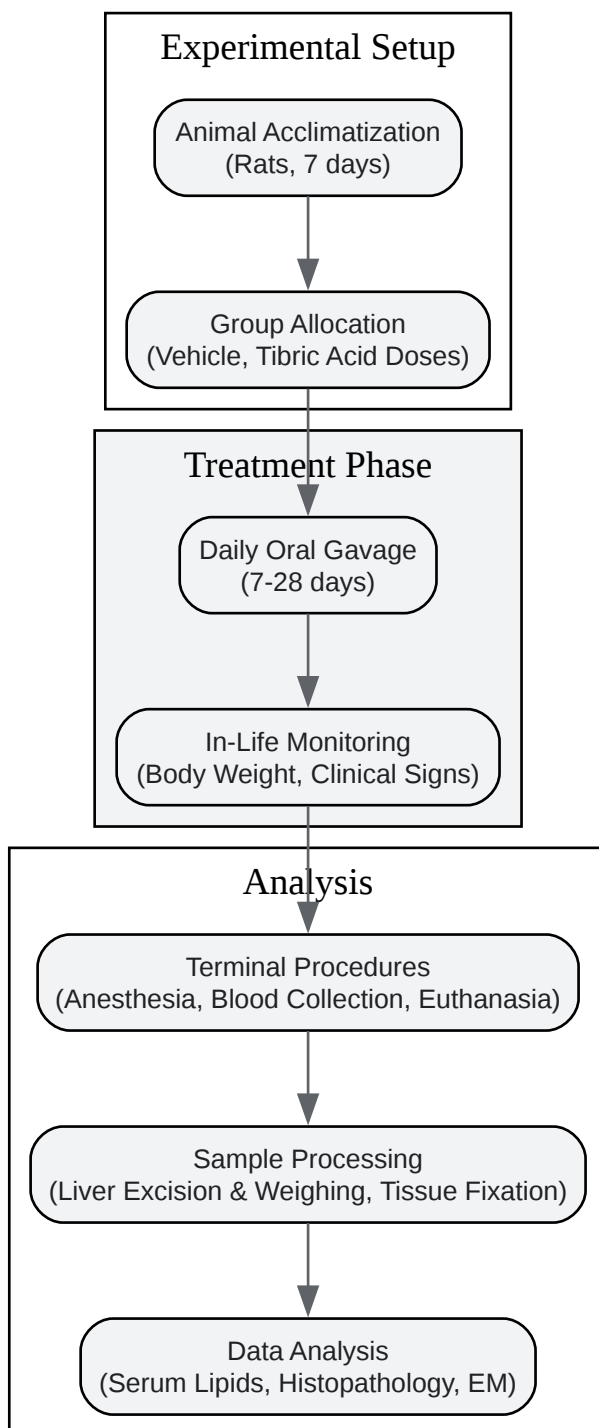 Experimental Setup
Animal Acclimatization
(Rats, 7 days)
Group Allocation
(Vehicle, Tibric Acid Doses)
Treatment Phase
Daily Oral Gavage
(7-28 days)
In-Life Monitoring
(Body Weight, Clinical Signs)
Analysis
Terminal Procedures
(Anesthesia, Blood Collection, Euthanasia)
Sample Processing
(Liver Excision & Weighing, Tissue Fixation)
Data Analysis
(Serum Lipids, Histopathology, EM)